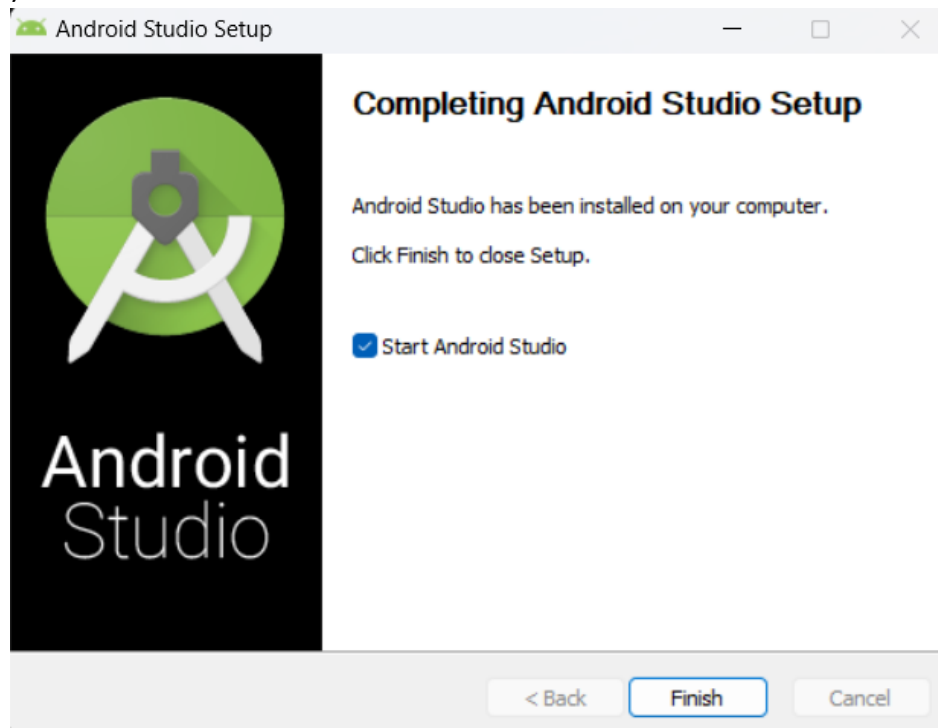 Android Studio Setup
Completing Android Studio Setup
Android Studio has been installed on your computer.
Click Finish to close Setup.
Start Android Studio
Android
Studio
< Back
Finish
Cancel